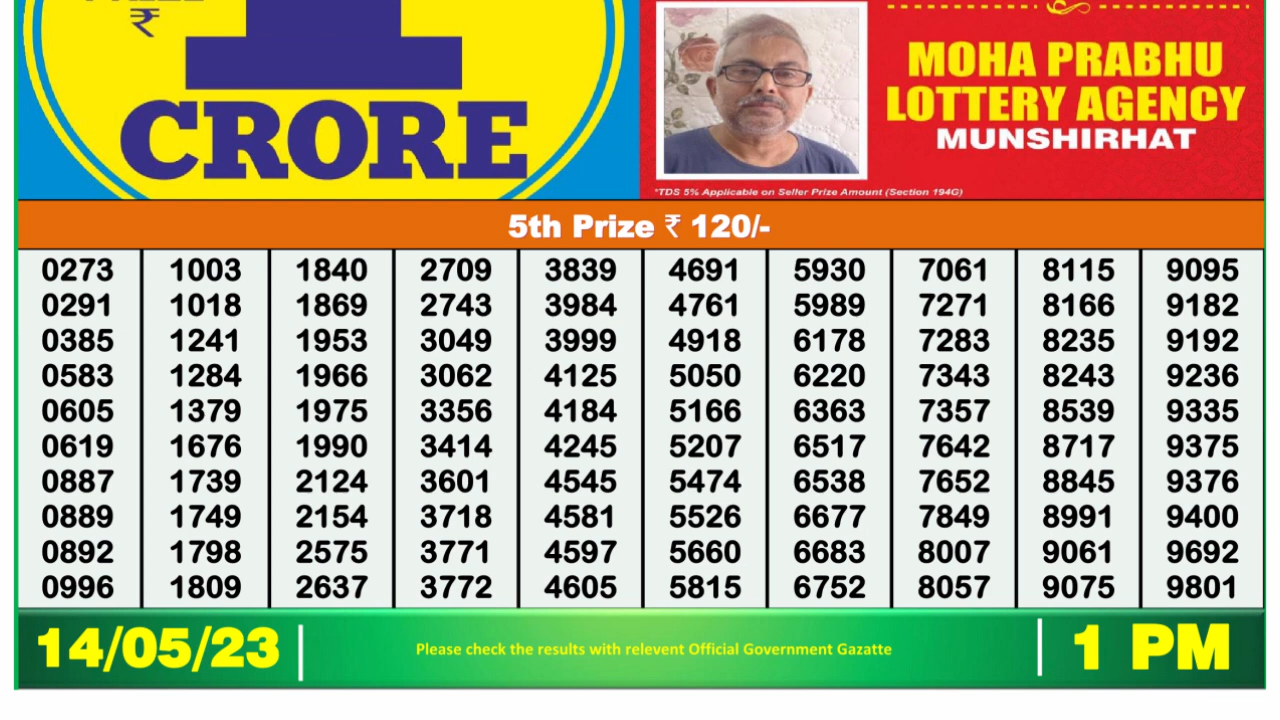 ₹ 1
CRORE
MOHA PRABHU
LOTTERY AGENCY
MUNSHIRHAT
*TDS 5% Applicable on Seller Prize Amount (Section 194G)
5th Prize ₹ 120/-
0273 1003 1840 2709 3839 4691 5930 7061 8115 9095
0291 1018 1869 2743 3984 4761 5989 7271 8166 9182
0385 1241 1953 3049 3999 4918 6178 7283 8235 9192
0583 1284 1966 3062 4125 5050 6220 7343 8243 9236
0605 1379 1975 3356 4184 5166 6363 7357 8539 9335
0619 1676 1990 3414 4245 5207 6517 7642 8717 9375
0887 1739 2124 3601 4545 5474 6538 7652 8845 9376
0889 1749 2154 3718 4581 5526 6677 7849 8991 9400
0892 1798 2575 3771 4597 5660 6683 8007 9061 9692
0996 1809 2637 3772 4605 5815 6752 8057 9075 9801
14/05/23 Please check the results with relevent Official Government Gazatte 1 PM